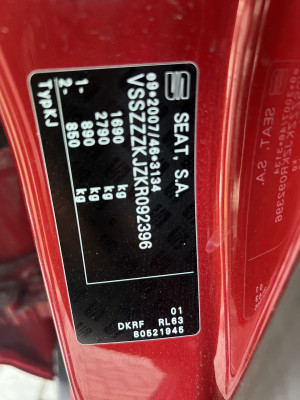 SEAT, S.A.
e9*2007/46*3134
VSSZZZKJZKR092396
1690 kg
2790 kg
1- 890 kg
2- 850 kg
TypKJ
01
DKRF RL63
80521945